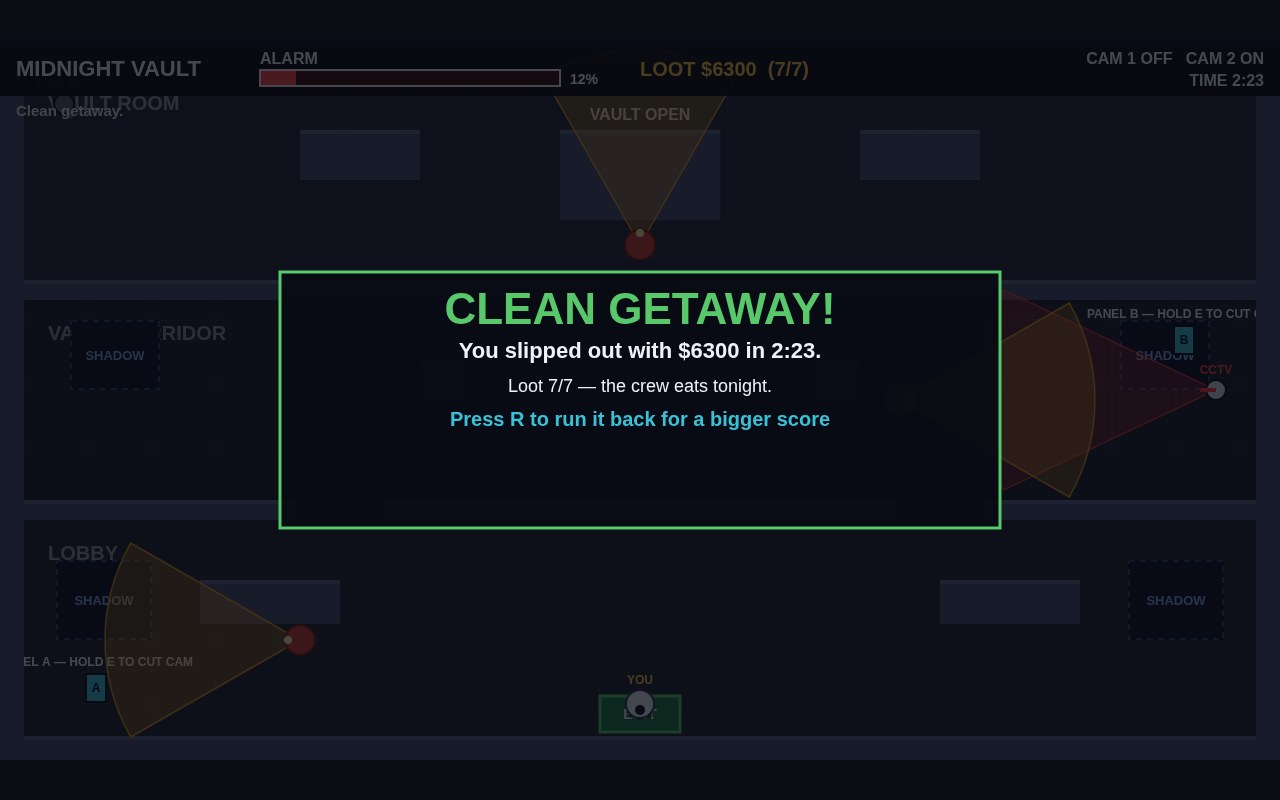 MIDNIGHT VAULT
ALARM
12%
LOOT $6300 (7/7)
CAM 1 OFF CAM 2 ON
TIME 2:23
Clean getaway.
ROOM
VAULT OPEN
CLEAN GETAWAY!
You slipped out with $6300 in 2:23.
Loot 7/7 — the crew eats tonight.
Press R to run it back for a bigger score
SHADOW
PANEL B — HOLD E TO CUT
B
SHADOW
CCTV
LOBBY
SHADOW
EL A — HOLD E TO CUT CAM
A
YOU
SHADOW